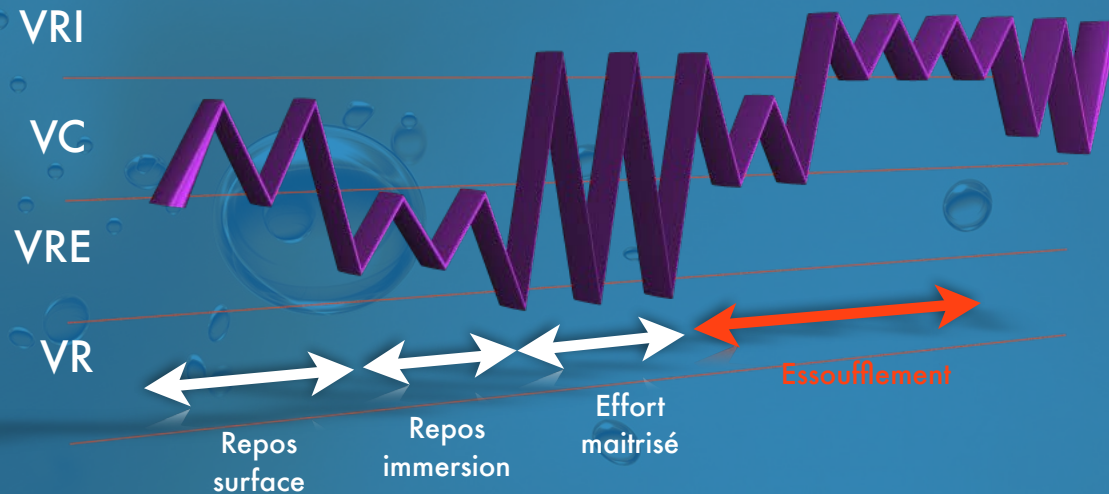 VRI
VC
VRE
VR
Essoufflement
Effort
maitrisé
Repos
immersion
Repos
surface